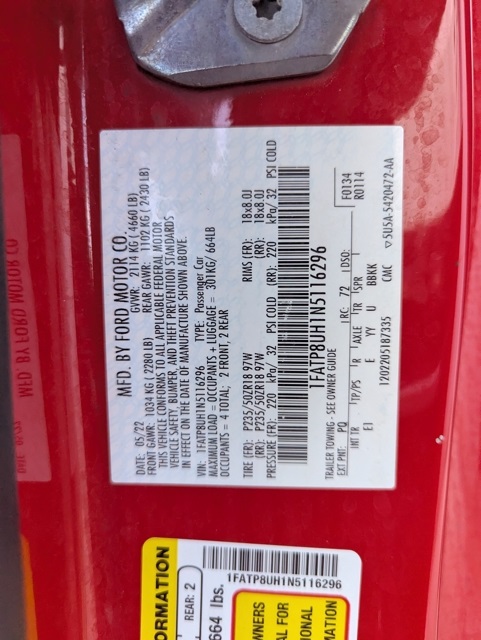 MFD. BY FORD MOTOR CO.
DATE: 05/22 GVWR: 2114 KG ( 4660 LB)
FRONT GAWR: 1034 KG ( 2280 LB) REAR GAWR: 1102 KG ( 2430 LB)
THIS VEHICLE CONFORMS TO ALL APPLICABLE FEDERAL MOTOR
VEHICLE SAFETY, BUMPER, AND THEFT PREVENTION STANDARDS
IN EFFECT ON THE DATE OF MANUFACTURE SHOWN ABOVE.
VIN: 1FATP8UH1N5116296 TYPE: Passenger Car
MAXIMUM LOAD = OCCUPANTS + LUGGAGE = 301KG/ 664LB
OCCUPANTS = 4 TOTAL; 2 FRONT, 2 REAR
TIRE (FR): P235/50ZR18 97W RIMS (FR): 18x8.0J
(RR): P235/50ZR18 97W (RR): 18x8.0J
PRESSURE (FR): 220 kPa/ 32 PSI COLD (RR): 220 kPa/ 32 PSI COLD
1FATP8UH1N5116296
TRAILER TOWING - SEE OWNER GUIDE F0134
EXT PNT: PQ RC: 72 DSO: R0114
INT TR TP/PS R AXLE TR SPR
EI E YY U BBKK
1202205187335 CMC 5U5A-5420472-AA
ORMATION
REAR: 2
664 lbs.
1FATP8UH1N5116296
OWNERS
AL FOR
IONAL